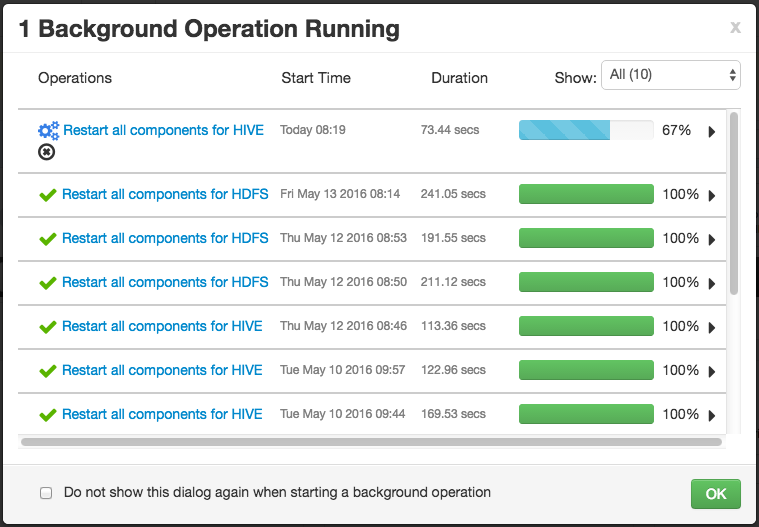 1 Background Operation Running
x
Operations Start Time Duration Show: All (10)
Restart all components for HIVE Today 08:19 73.44 secs 67%
Restart all components for HDFS Fri May 13 2016 08:14 241.05 secs 100%
Restart all components for HDFS Thu May 12 2016 08:53 191.55 secs 100%
Restart all components for HDFS Thu May 12 2016 08:50 211.12 secs 100%
Restart all components for HIVE Thu May 12 2016 08:46 113.36 secs 100%
Restart all components for HIVE Tue May 10 2016 09:57 122.96 secs 100%
Restart all components for HIVE Tue May 10 2016 09:44 169.53 secs 100%
Do not show this dialog again when starting a background operation
OK